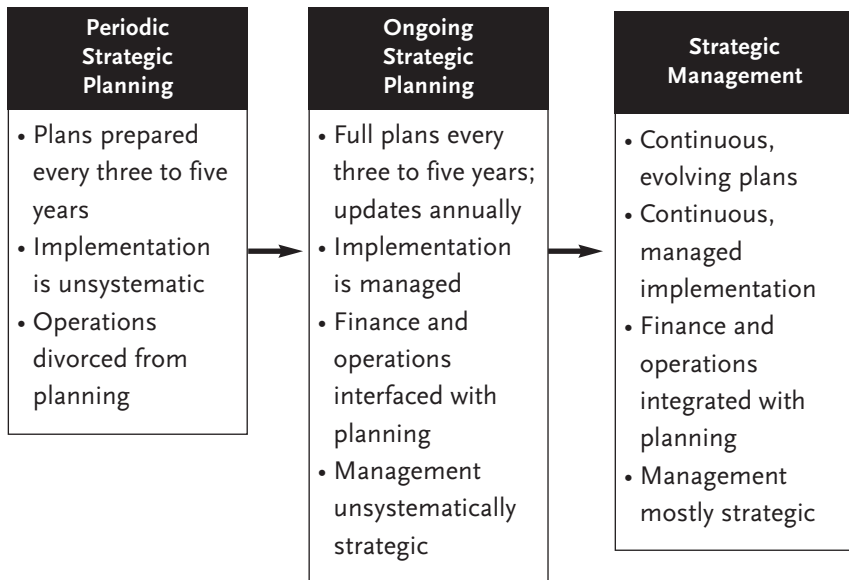 Periodic
Strategic
Planning
• Plans prepared
every three to five
years
• Implementation
is unsystematic
• Operations
divorced from
planning
Ongoing
Strategic
Planning
• Full plans every
three to five years;
updates annually
• Implementation
is managed
• Finance and
operations
interfaced with
planning
• Management
unsystematically
strategic
Strategic
Management
• Continuous,
evolving plans
• Continuous,
managed
implementation
• Finance and
operations
integrated with
planning
• Management
mostly strategic